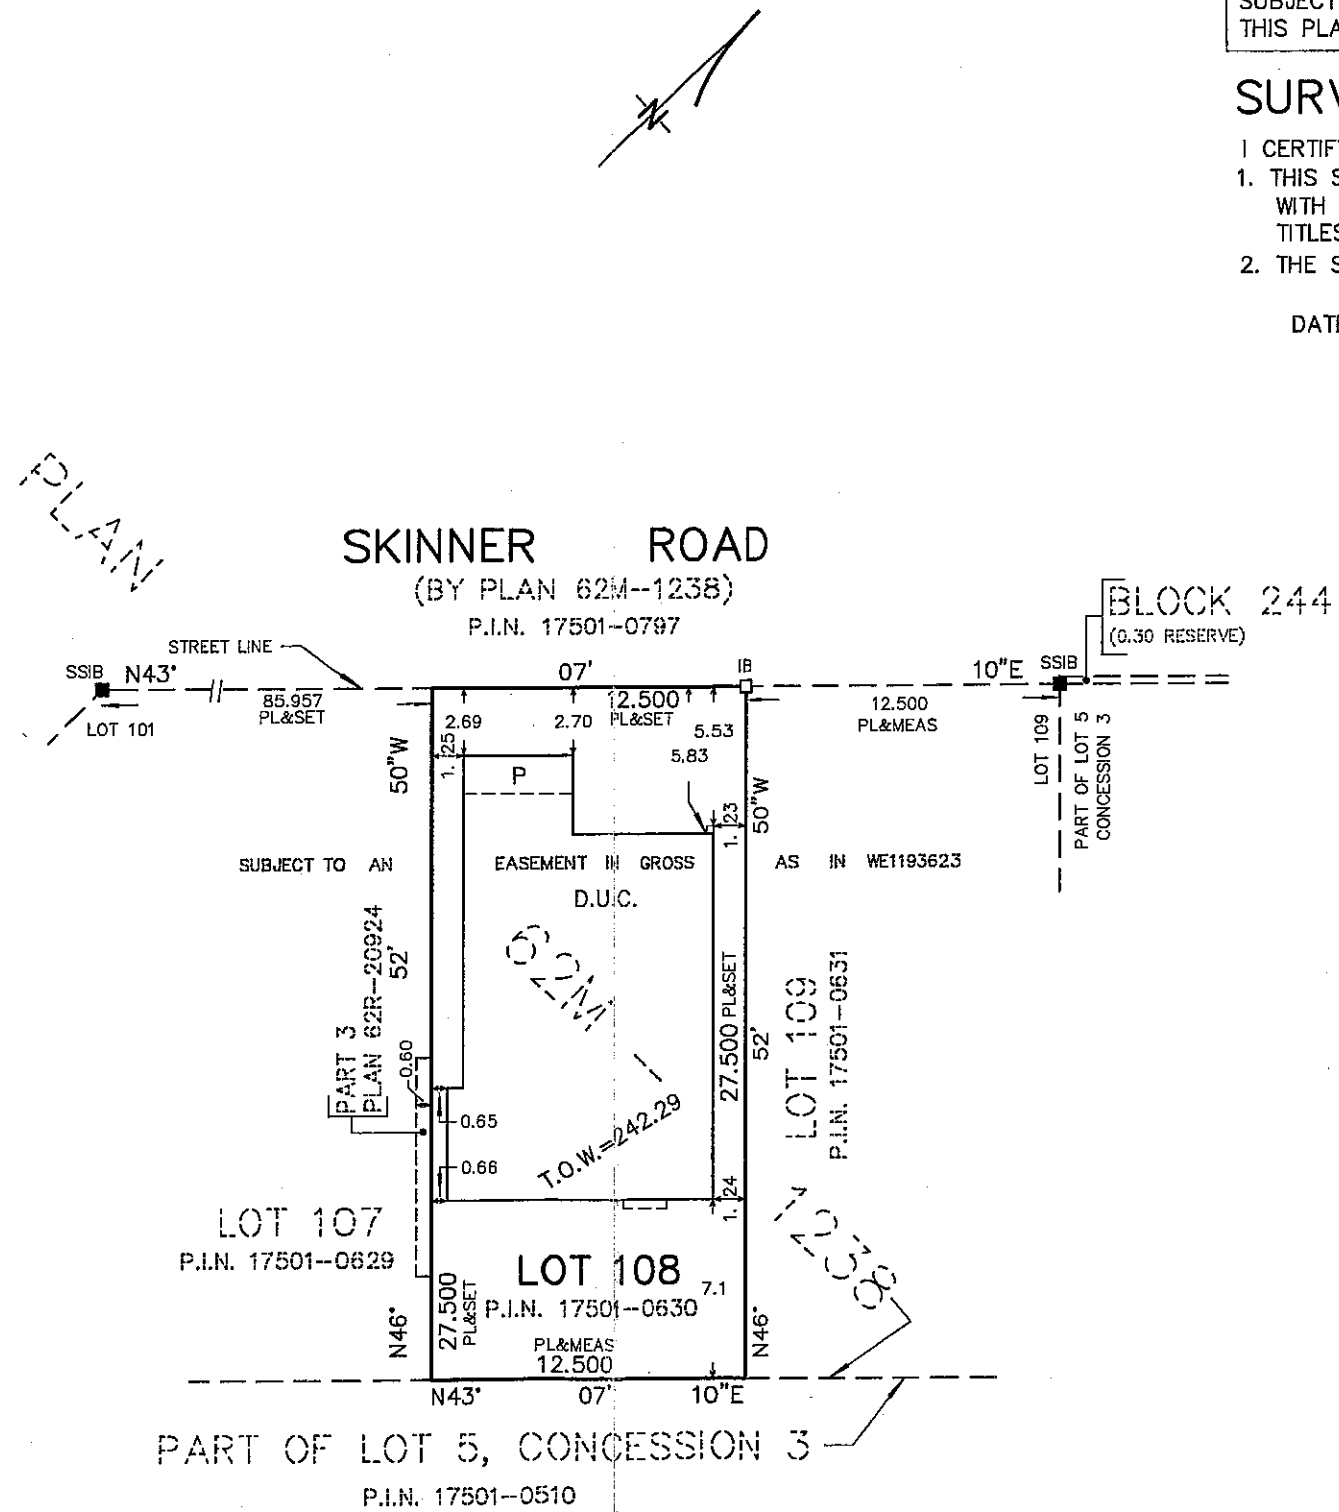 SUBJECT
THIS PLA
SURV
I CERTIF
1. THIS S
WITH
TITLES
2. THE S
DAT
N
PLAN
SKINNER ROAD
(BY PLAN 62M--1238)
P.I.N. 17501--0797
BLOCK 244
(0.30 RESERVE)
STREET LINE
SSIB N43° 07' IB 10"E SSIB
85.957
PL&SET
12.500
PL&SET
12.500
PL&MEAS
LOT 101
2.69 2.70 5.53
5.83
1.25
50"W
P
1.23
50"W
LOT 109
PART OF LOT 5
CONCESSION 3
SUBJECT TO AN EASEMENT IN GROSS AS IN WE1193623
D.U.C.
62M
PART 3
PLAN 62R--20924
52'
0.60
0.65
0.66
T.O.W.=242.29
27.500 PL&SET
52'
LOT 109
P.I.N. 17501--0631
1.24
1238
LOT 107
P.I.N. 17501--0629
LOT 108
P.I.N. 17501--0630
7.1
27.500
PL&SET
N46°
N46°
PL&MEAS
12.500
N43° 07' 10"E
PART OF LOT 5, CONCESSION 3
P.I.N. 17501--0510